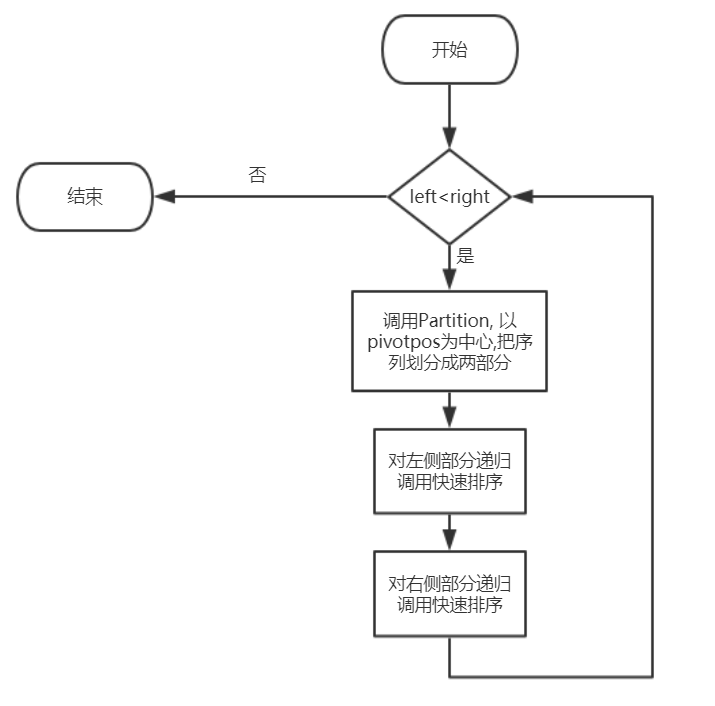 开始
否
结束
left<right
是
调用Partition, 以
pivotpos为中心,把序
列划分成两部分
对左侧部分递归
调用快速排序
对右侧部分递归
调用快速排序